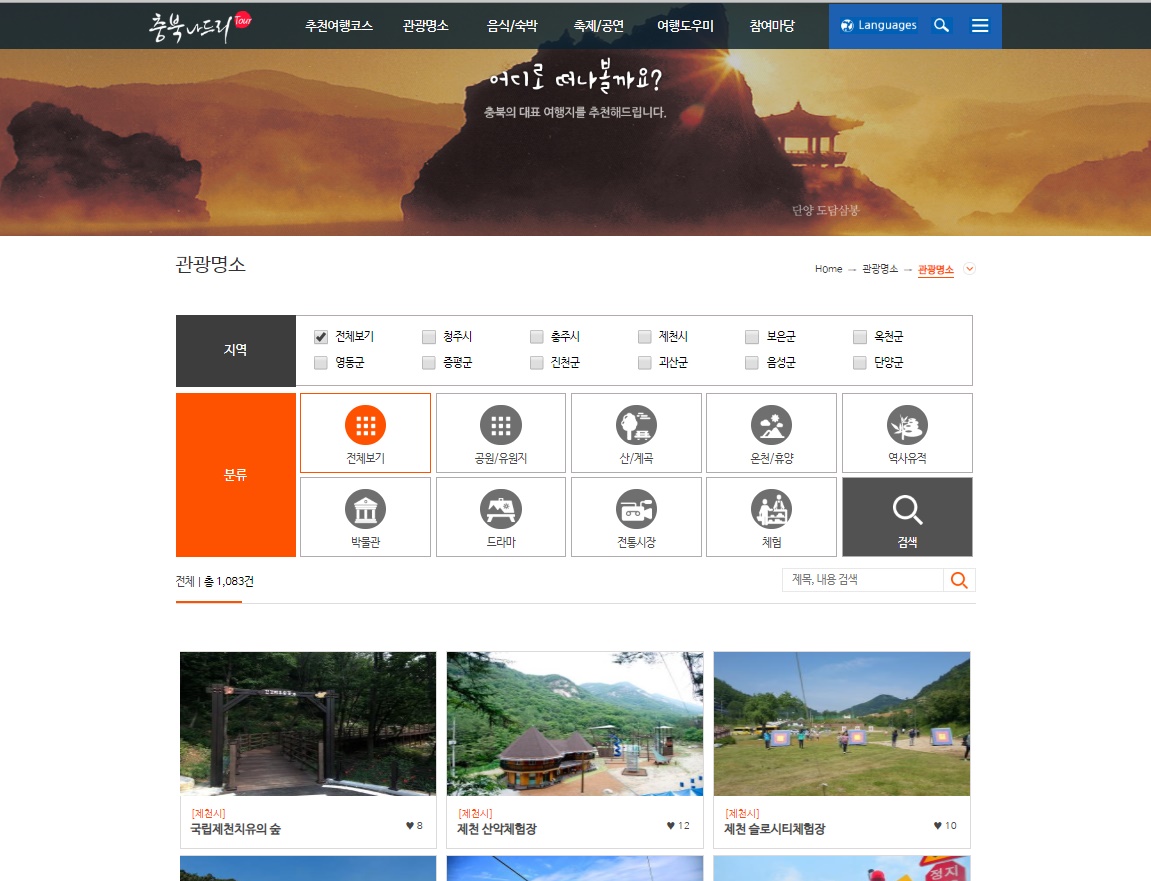 충북나드리 Tour
추천여행코스 관광명소 음식/숙박 축제/공연 여행도우미 참여마당 Languages
어디로 떠나볼까요?
충북의 대표 여행지를 추천해드립니다.
단양 도담삼봉
관광명소
Home → 관광명소 → 관광명소
지역
전체보기 청주시 충주시 제천시 보은군 옥천군
영동군 증평군 진천군 괴산군 음성군 단양군
분류
전체보기 공원/유원지 산/계곡 온천/휴양 역사유적
박물관 드라마 전통시장 체험 검색
전체 | 총 1,083건
제목, 내용 검색
[제천시]
국립제천치유의 숲 ♥ 8
[제천시]
제천 산악체험장 ♥ 12
[제천시]
제천 슬로시티체험장 ♥ 10
정지